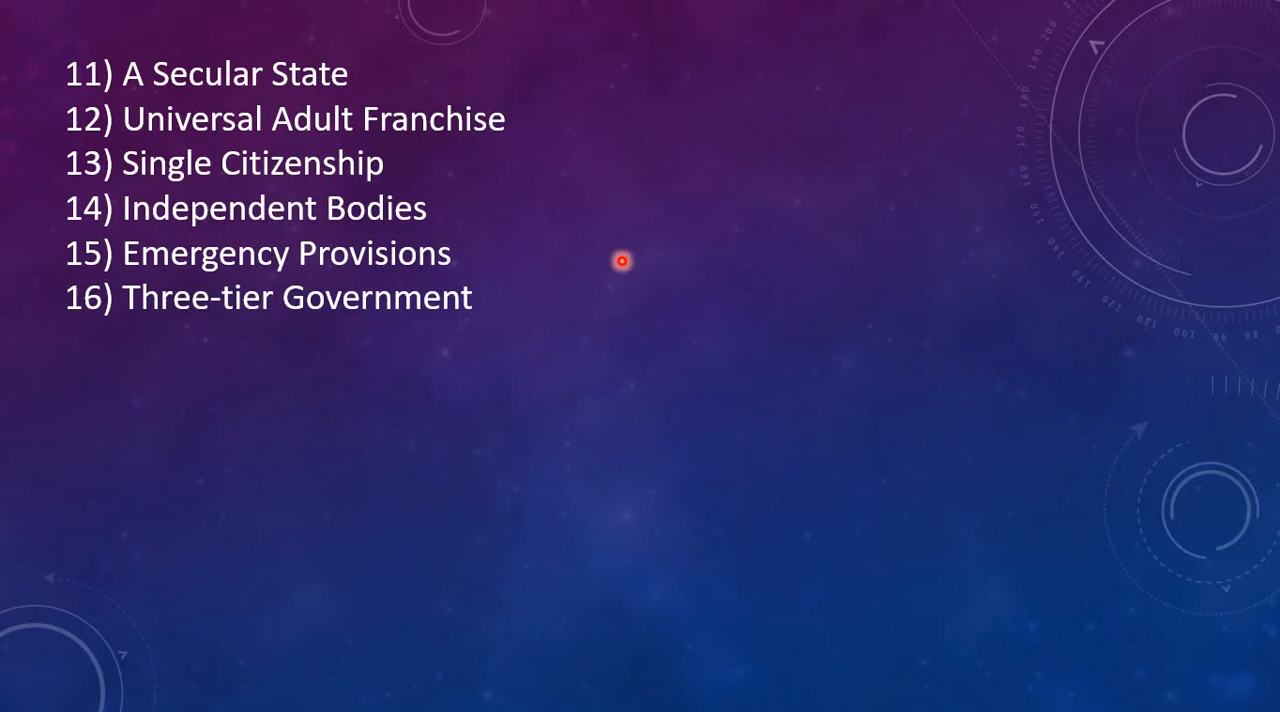 11) A Secular State
12) Universal Adult Franchise
13) Single Citizenship
14) Independent Bodies
15) Emergency Provisions
16) Three-tier Government